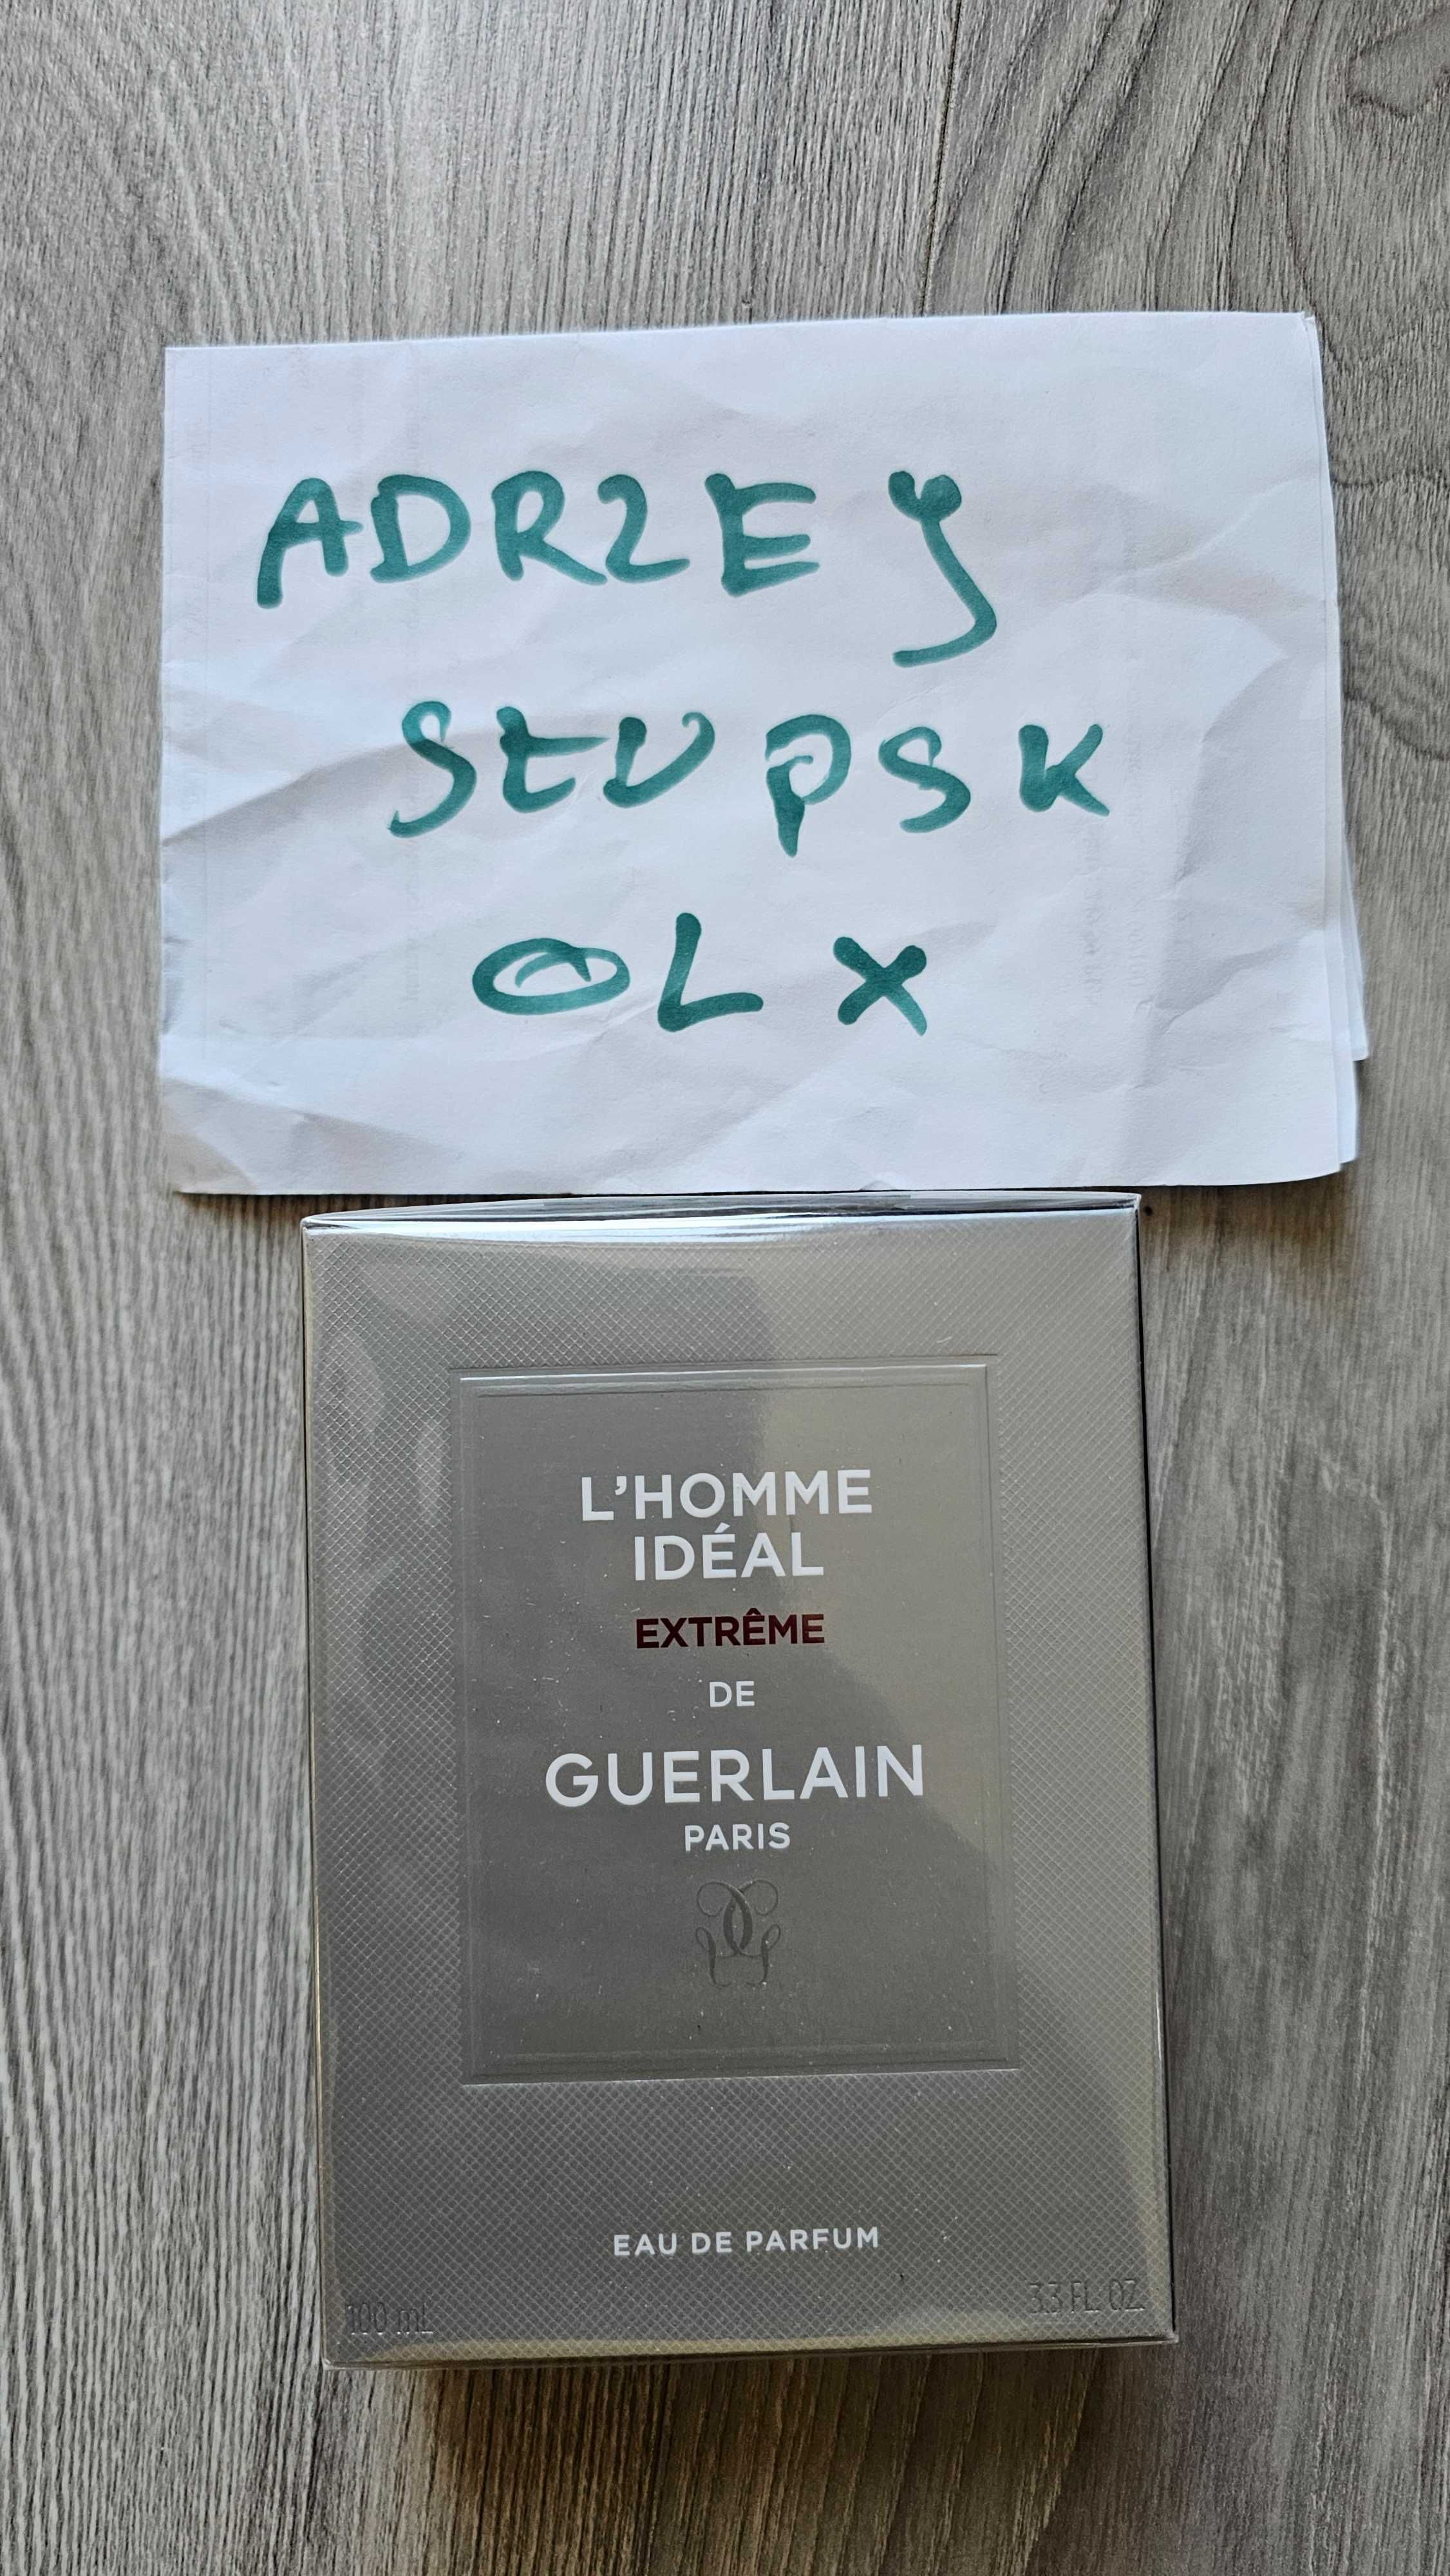 ADRZEJ
SŁUPSK
OLX
L'HOMME
IDÉAL
EXTRÊME
DE
GUERLAIN
PARIS
EAU DE PARFUM
100 mL
3.3 FL. OZ.